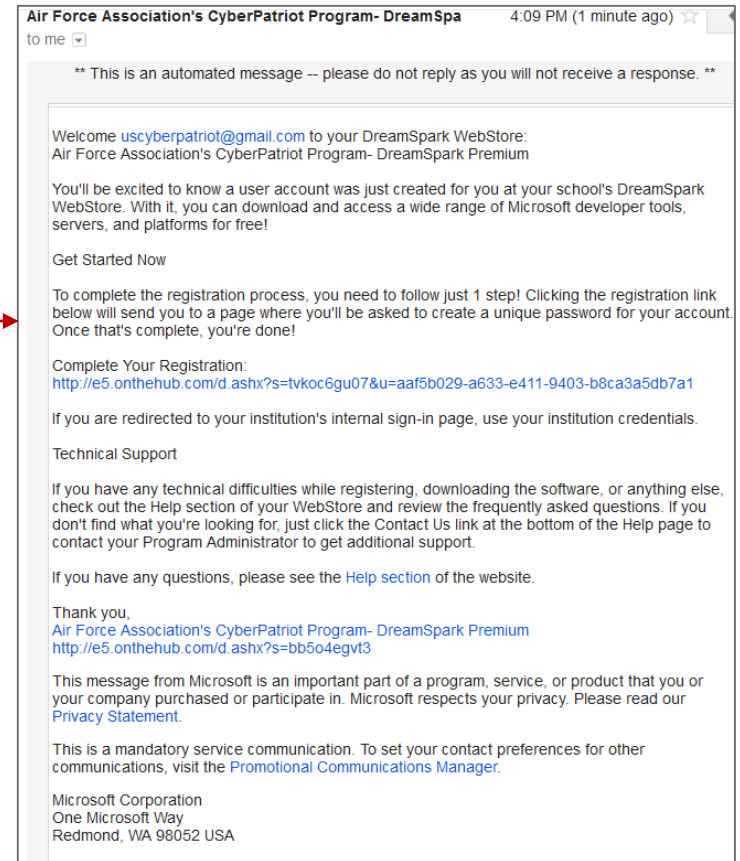 Air Force Association's CyberPatriot Program- DreamSpa 4:09 PM (1 minute ago)
to me
** This is an automated message -- please do not reply as you will not receive a response. **
Welcome uscyberpatriot@gmail.com to your DreamSpark WebStore:
Air Force Association's CyberPatriot Program- DreamSpark Premium
You'll be excited to know a user account was just created for you at your school's DreamSpark
WebStore. With it, you can download and access a wide range of Microsoft developer tools,
servers, and platforms for free!
Get Started Now
To complete the registration process, you need to follow just 1 step! Clicking the registration link
below will send you to a page where you'll be asked to create a unique password for your account.
Once that's complete, you're done!
Complete Your Registration:
http://e5.onthehub.com/d.ashx?s=tvkoc6gu07&u=aaf5b029-a633-e411-9403-b8ca3a5db7a1
If you are redirected to your institution's internal sign-in page, use your institution credentials.
Technical Support
If you have any technical difficulties while registering, downloading the software, or anything else,
check out the Help section of your WebStore and review the frequently asked questions. If you
don't find what you're looking for, just click the Contact Us link at the bottom of the Help page to
contact your Program Administrator to get additional support.
If you have any questions, please see the Help section of the website.
Thank you,
Air Force Association's CyberPatriot Program- DreamSpark Premium
http://e5.onthehub.com/d.ashx?s=bb5o4egvt3
This message from Microsoft is an important part of a program, service, or product that you or
your company purchased or participate in. Microsoft respects your privacy. Please read our
Privacy Statement.
This is a mandatory service communication. To set your contact preferences for other
communications, visit the Promotional Communications Manager.
Microsoft Corporation
One Microsoft Way
Redmond, WA 98052 USA